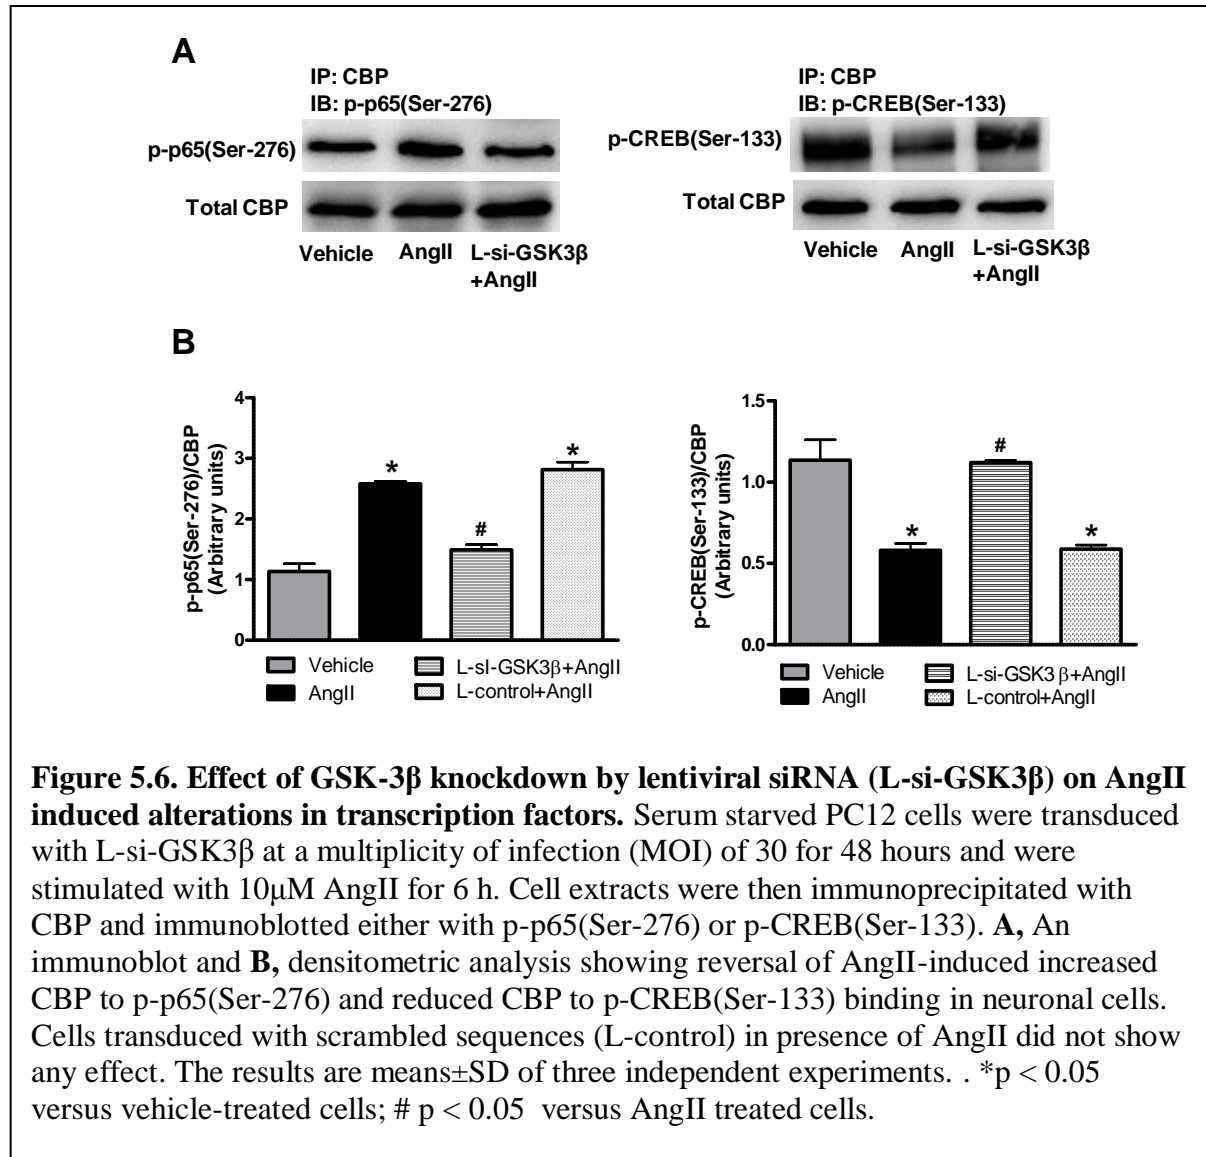 A
IP: CBP
IB: p-p65(Ser-276)
p-p65(Ser-276)
Total CBP
Vehicle AngII L-si-GSK3β
+AngII
IP: CBP
IB: p-CREB(Ser-133)
p-CREB(Ser-133)
Total CBP
Vehicle AngII L-si-GSK3β
+AngII
B
p-p65(Ser-276)/CBP
(Arbitrary units)
4
3
2
1
0
*
#
*
Vehicle
AngII
L-sI-GSK3β+AngII
L-control+AngII
p-CREB(Ser-133)/CBP
(Arbitrary units)
1.5
1.0
0.5
0.0
*
#
*
Vehicle
AngII
L-si-GSK3 β+AngII
L-control+AngII
Figure 5.6. Effect of GSK-3β knockdown by lentiviral siRNA (L-si-GSK3β) on AngII
induced alterations in transcription factors. Serum starved PC12 cells were transduced
with L-si-GSK3β at a multiplicity of infection (MOI) of 30 for 48 hours and were
stimulated with 10μM AngII for 6 h. Cell extracts were then immunoprecipitated with
CBP and immunoblotted either with p-p65(Ser-276) or p-CREB(Ser-133). A, An
immunoblot and B, densitometric analysis showing reversal of AngII-induced increased
CBP to p-p65(Ser-276) and reduced CBP to p-CREB(Ser-133) binding in neuronal cells.
Cells transduced with scrambled sequences (L-control) in presence of AngII did not show
any effect. The results are means±SD of three independent experiments. . *p < 0.05
versus vehicle-treated cells; # p < 0.05 versus AngII treated cells.